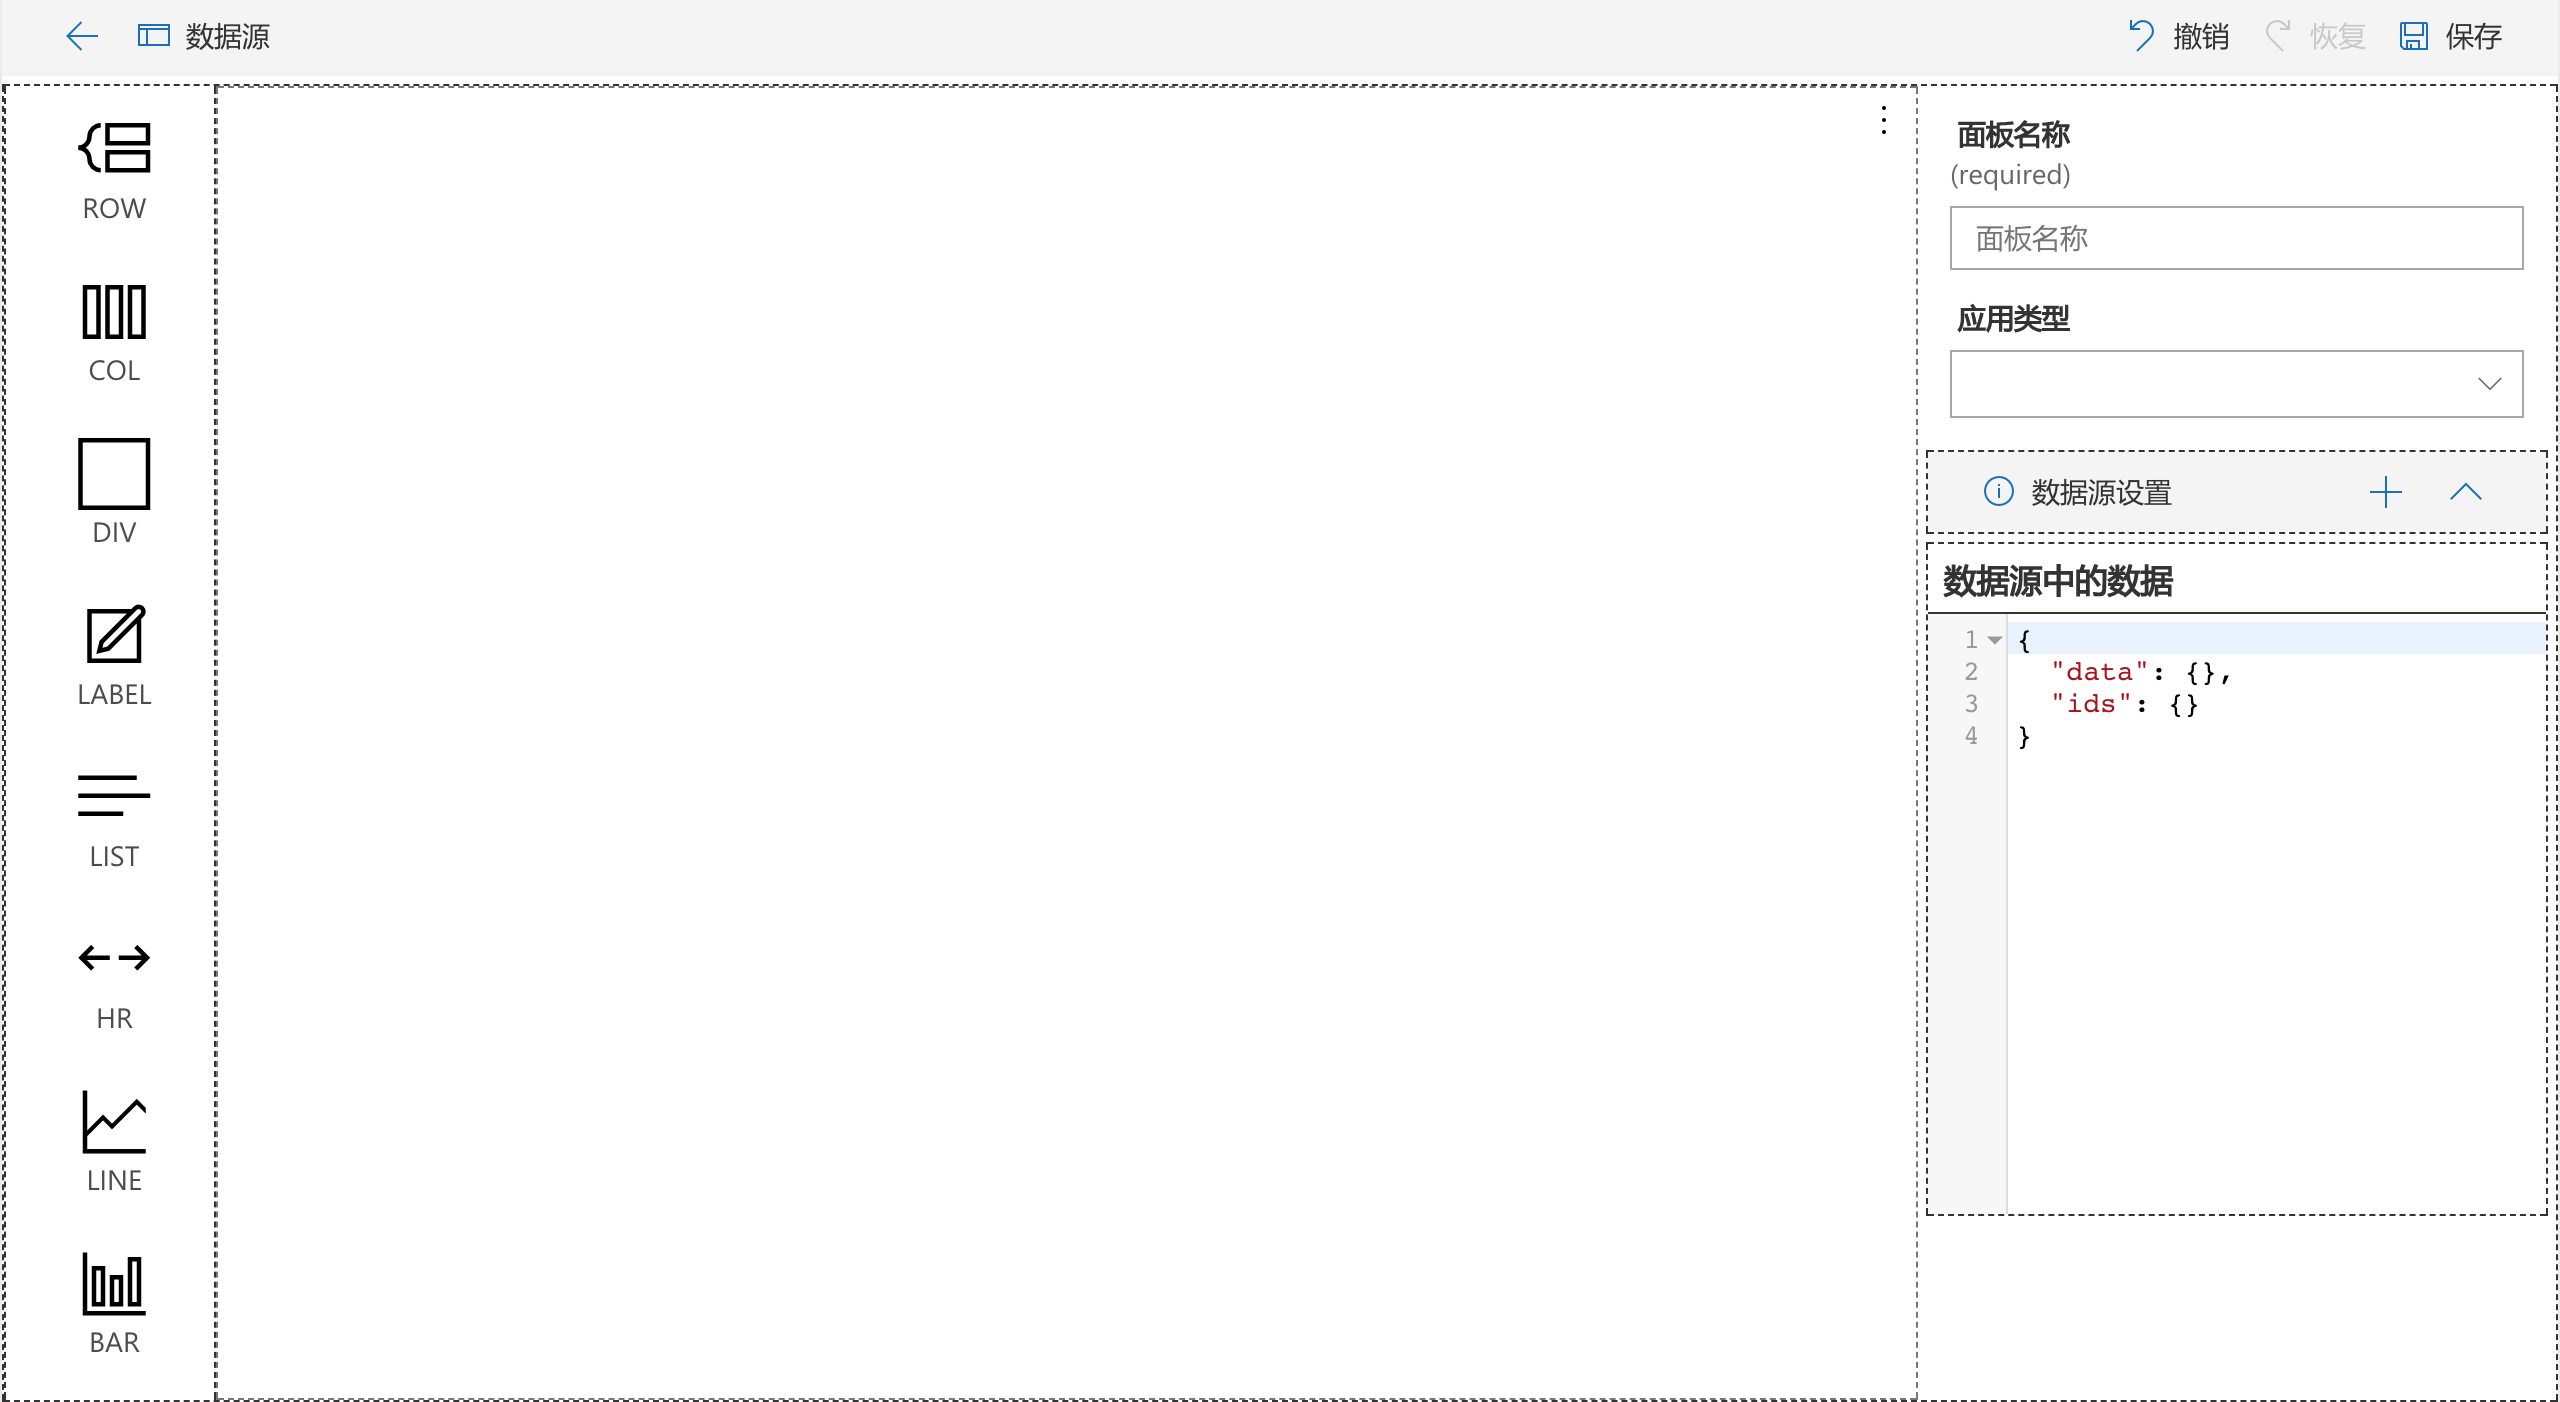 数据源
撤销
恢复
保存
ROW
COL
DIV
LABEL
LIST
HR
LINE
BAR
面板名称
(required)
面板名称
应用类型
数据源设置
数据源中的数据
1 {
2 "data": {},
3 "ids": {}
4 }